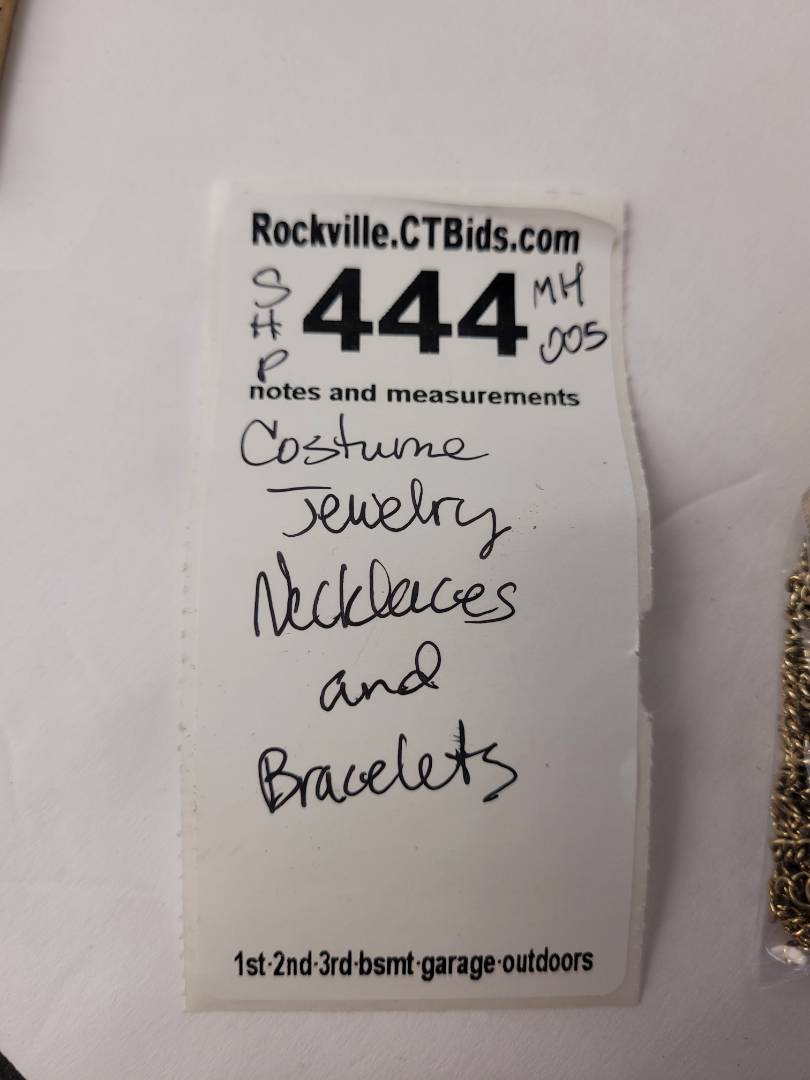 Rockville.CTBids.com
SHP 444 MH 005
notes and measurements
Costume
Jewelry
Necklaces
and
Bracelets
1st·2nd·3rd·bsmt·garage·outdoors